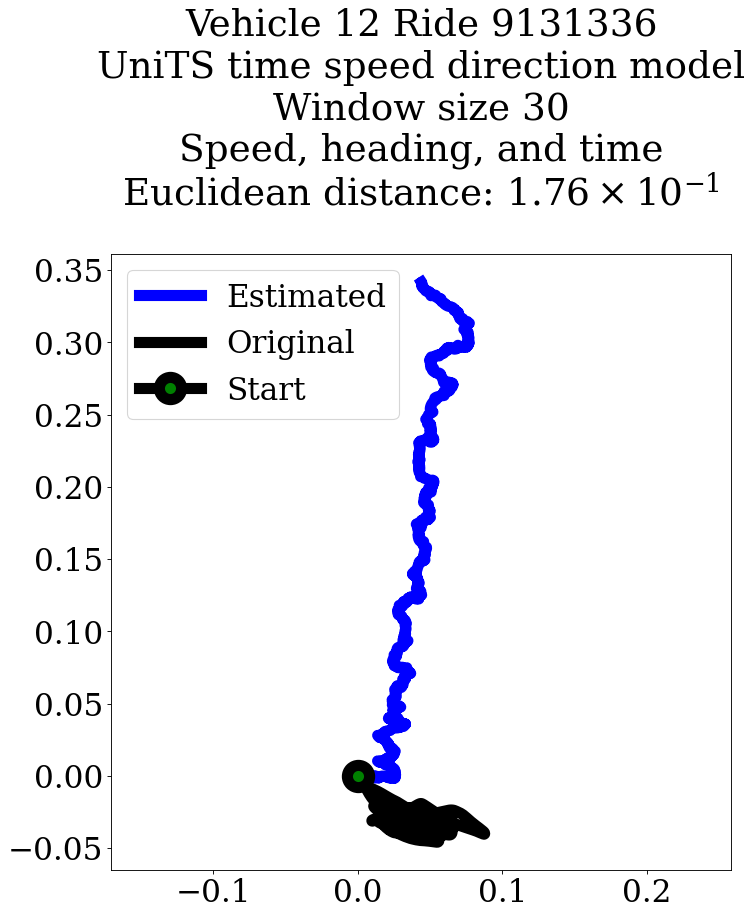 Vehicle 12 Ride 9131336
UniTS time speed direction model
Window size 30
Speed, heading, and time
Euclidean distance: 1.76 × 10⁻¹
0.35
0.30
0.25
0.20
0.15
0.10
0.05
0.00
−0.05
Estimated
Original
Start
−0.1
0.0
0.1
0.2